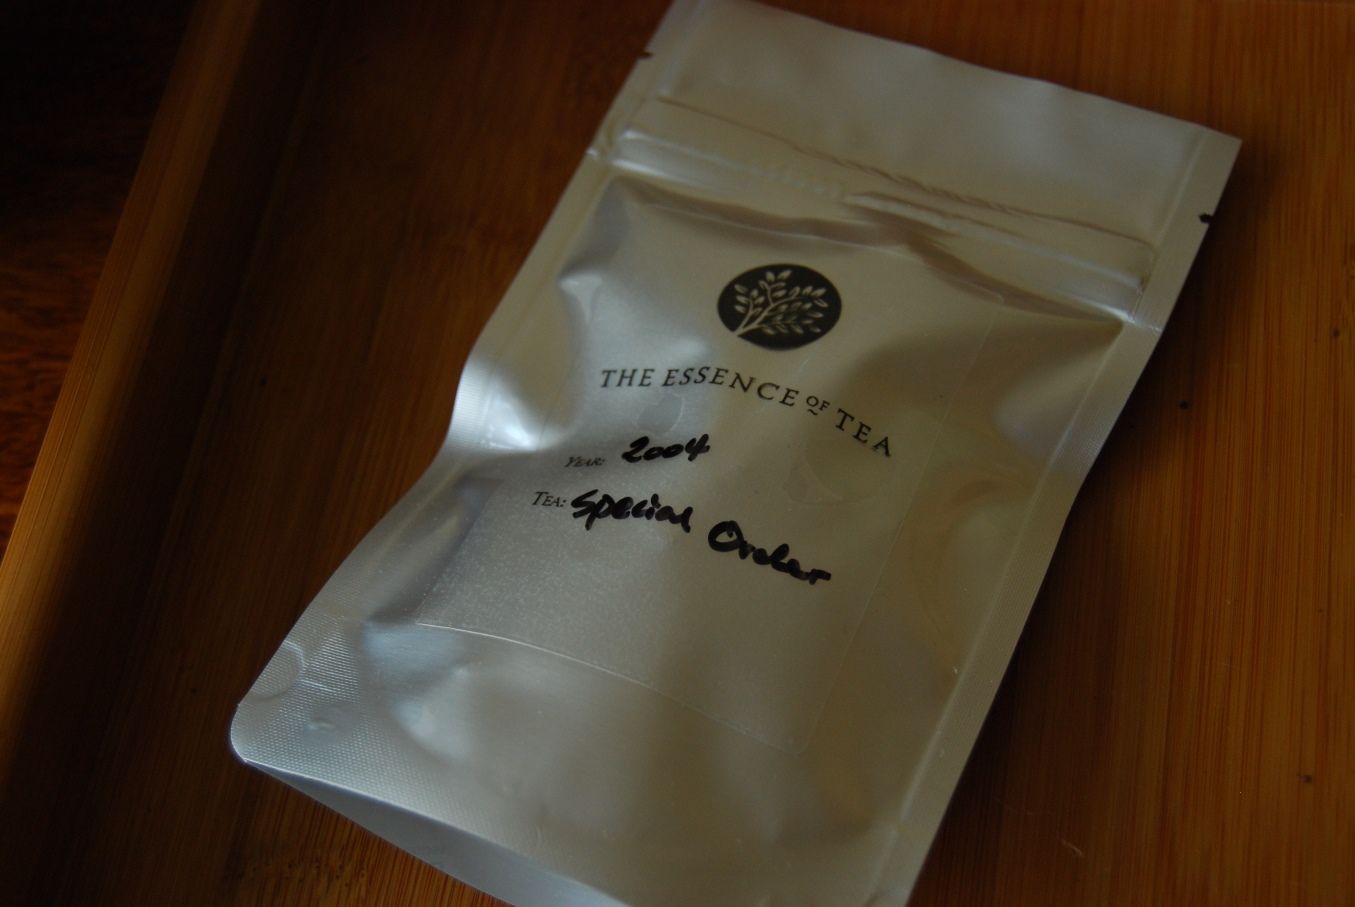 THE ESSENCE OF TEA
YEAR: 2004
TEA: Special Order